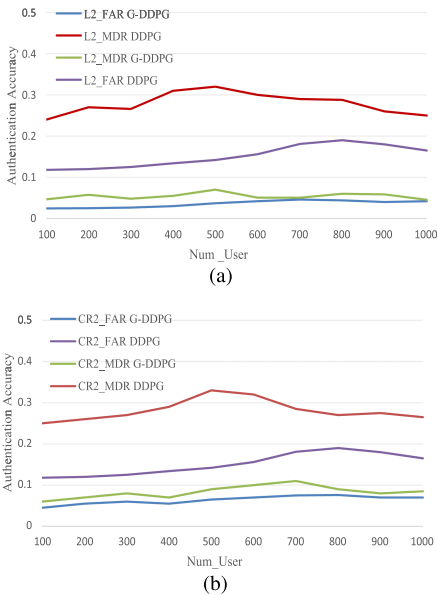 0.5
L2_FAR G-DDPG
L2_MDR DDPG
L2_MDR G-DDPG
L2_FAR DDPG
0.4
0.3
0.2
0.1
0
Authentication Accuracy
100 200 300 400 500 600 700 800 900 1000
Num _User
(a)
0.5
CR2_FAR G-DDPG
CR2_FAR DDPG
CR2_MDR G-DDPG
CR2_MDR DDPG
0.4
0.3
0.2
0.1
0
Authentication Accuracy
100 200 300 400 500 600 700 800 900 1000
Num_User
(b)